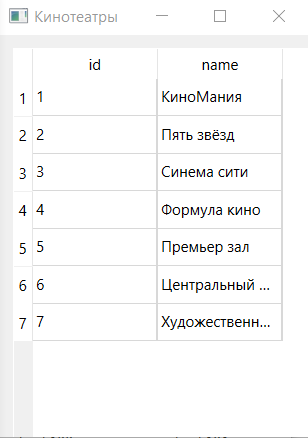 Кинотеатры
id name
1 1 КиноМания
2 2 Пять звёзд
3 3 Синема сити
4 4 Формула кино
5 5 Премьер зал
6 6 Центральный ...
7 7 Художественн...